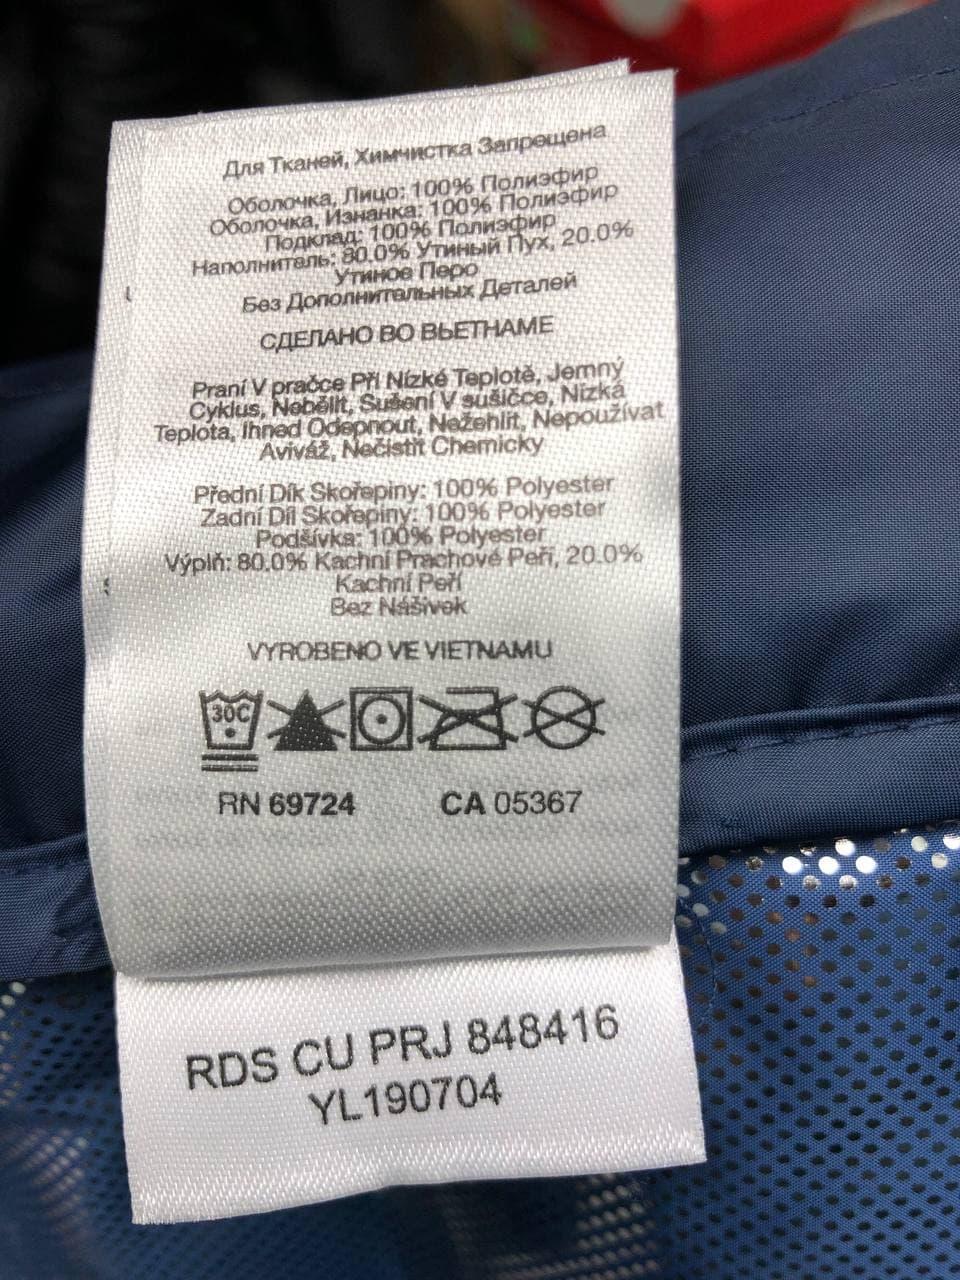 Для Тканей, Химчистка Запрещена
Оболочка, Лицо: 100% Полиэфир
Оболочка, Изнанка: 100% Полиэфир
Подклад: 100% Полиэфир
Наполнитель: 80.0% Утиный Пух, 20.0%
Утиное Перо
Без Дополнительных Деталей
СДЕЛАНО ВО ВЬЕТНАМЕ
Praní V pračce Při Nízké Teplotě, Jemný
Cyklus, Nebělit, Sušení V sušičce, Nízká
Teplota, Ihned Odepnout, Nežehlit, Nepoužívat
Aviváž, Nečistit Chemicky
Přední Dík Skořepiny: 100% Polyester
Zadní Díl Skořepiny: 100% Polyester
Podšívka: 100% Polyester
Výplň: 80.0% Kachní Prachové Peří, 20.0%
Kachní Peří
Bez Nášivek
VYROBENO VE VIETNAMU
30C
RN 69724 CA 05367
RDS CU PRJ 848416
YL190704